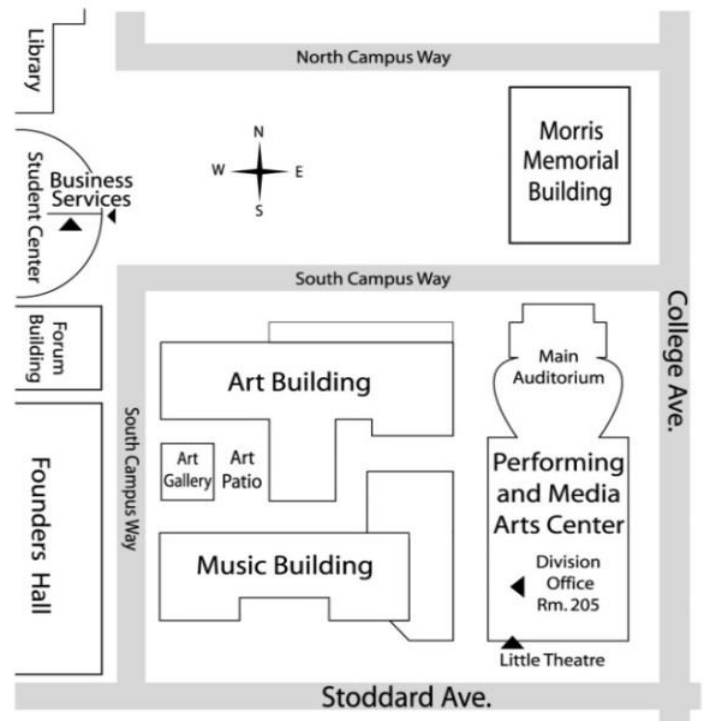 North Campus Way
Library
N
W
E
S
Morris
Memorial
Building
Student Center
Business
Services
South Campus Way
College Ave.
Forum
Building
Main
Auditorium
Art Building
South Campus Way
Art
Gallery
Art
Patio
Founders Hall
Performing
and Media
Arts Center
Music Building
Division
Office
Rm. 205
Little Theatre
Stoddard Ave.